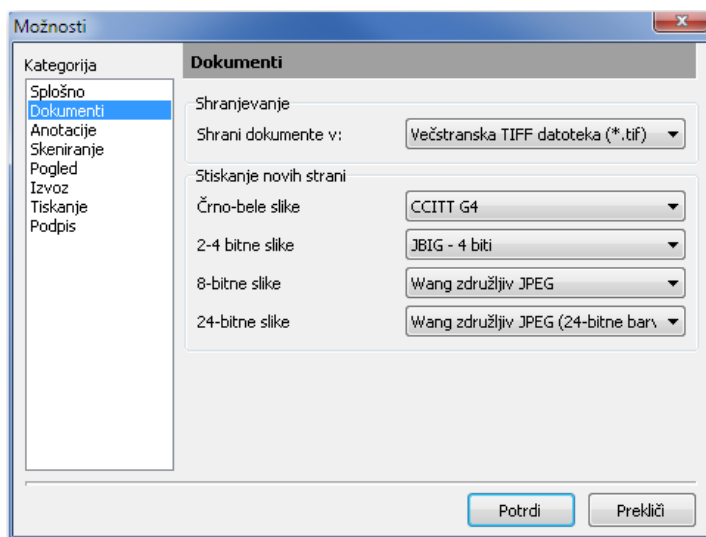 Možnosti
Kategorija
Splošno
Dokumenti
Anotacije
Skeniranje
Pogled
Izvoz
Tiskanje
Podpis
Dokumenti
Shranjevanje
Shrani dokumente v: Večstranska TIFF datoteka (*.tif)
Stiskanje novih strani
Črno-bele slike CCITT G4
2-4 bitne slike JBIG - 4 biti
8-bitne slike Wang združljiv JPEG
24-bitne slike Wang združljiv JPEG (24-bitne barv
Potrdi Prekliči